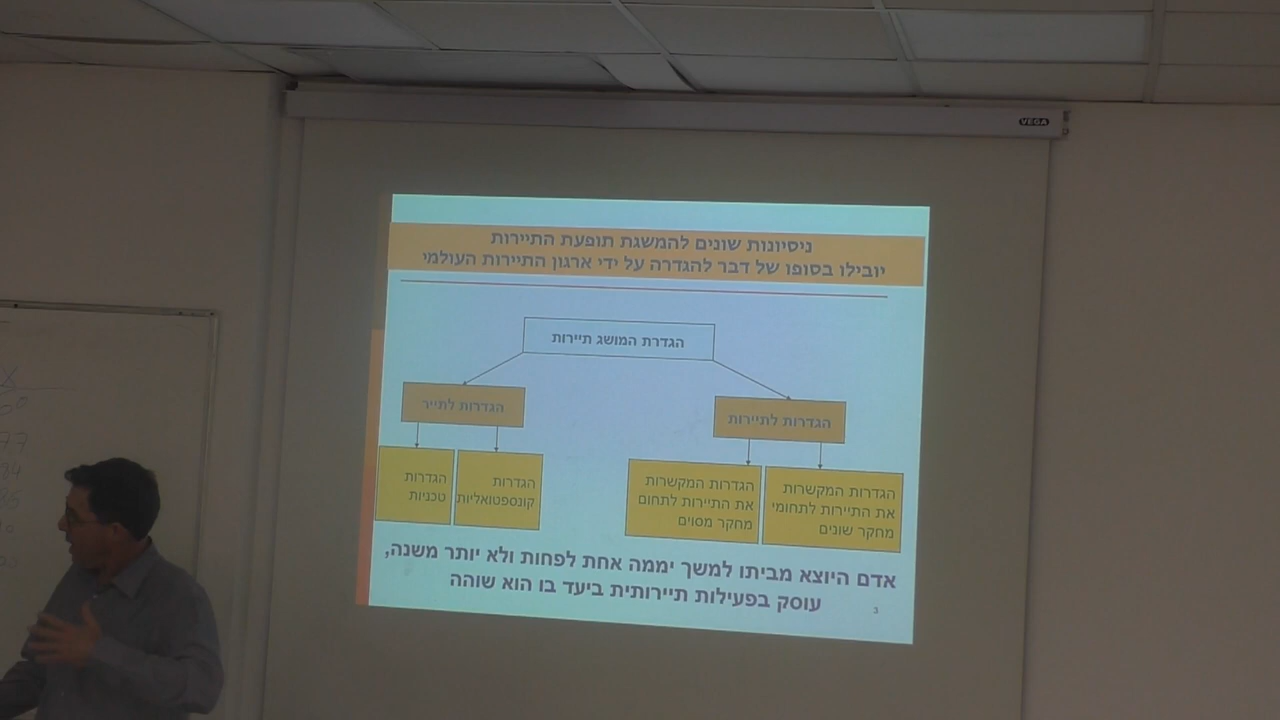 VEGA
ניסיונות שונים להמשגת תופעת התיירות
יובילו בסופו של דבר להגדרה על ידי ארגון התיירות העולמי
הגדרת המושג תיירות
הגדרות לתיירות
הגדרות לתייר
הגדרות המקשרות
את התיירות לתחומי
מחקר שונים
הגדרות המקשרות
את התיירות לתחום
מחקר מסוים
הגדרות
קונספטואליות
הגדרות
טכניות
אדם היוצא מביתו למשך יממה אחת לפחות ולא יותר משנה,
עוסק בפעילות תיירותית ביעד בו הוא שוהה
3